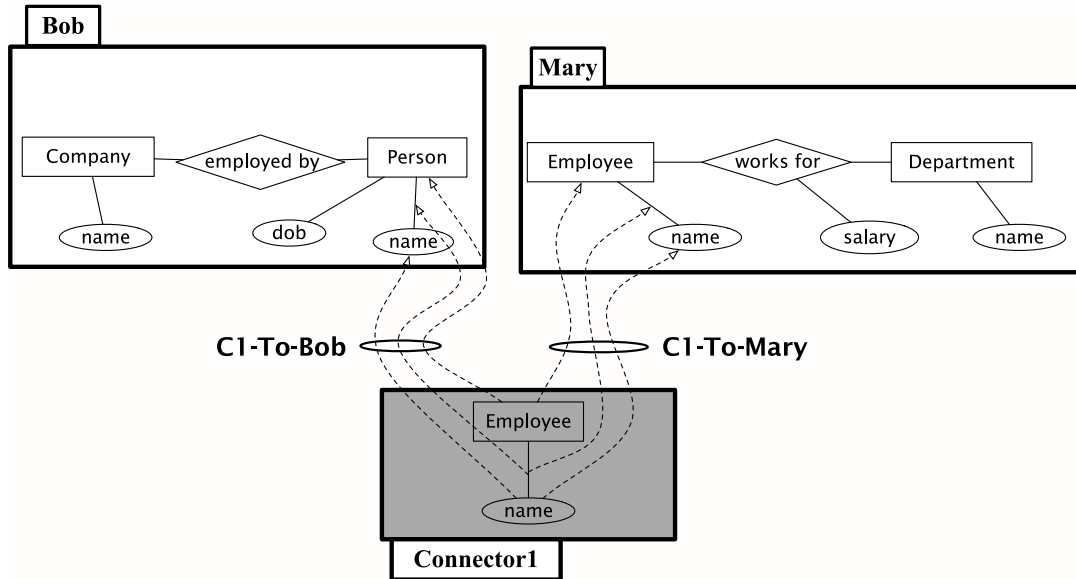 Bob
Company
employed by
Person
name
dob
name
Mary
Employee
works for
Department
name
salary
name
C1-To-Bob
C1-To-Mary
Employee
name
Connector1